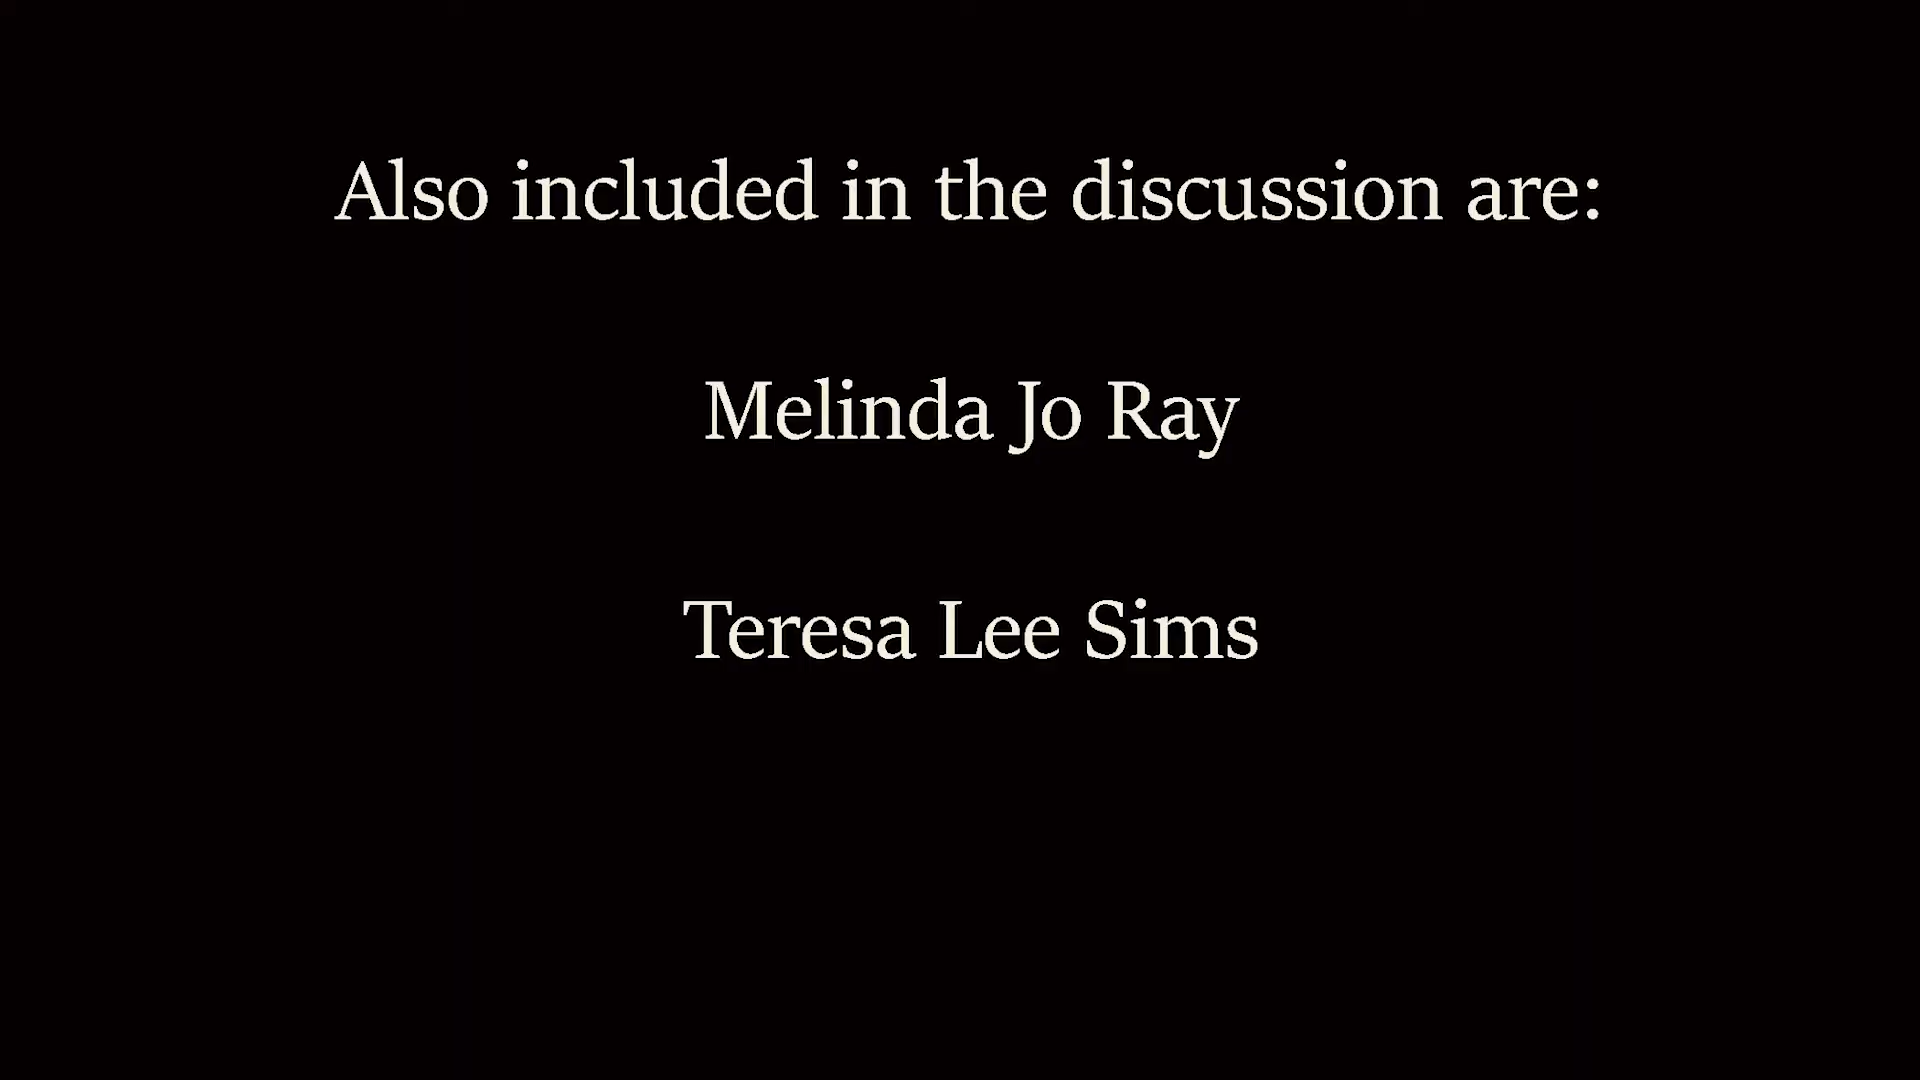 Also included in the discussion are:
Melinda Jo Ray
Teresa Lee Sims